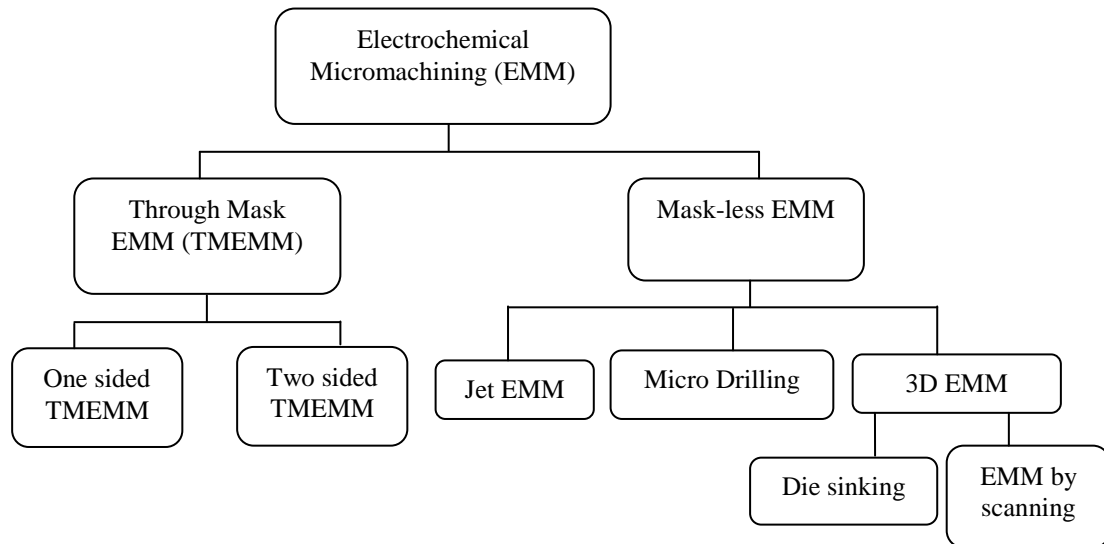 Electrochemical
Micromachining (EMM)
Through Mask
EMM (TMEMM)
Mask-less EMM
One sided
TMEMM
Two sided
TMEMM
Jet EMM
Micro Drilling
3D EMM
Die sinking
EMM by
scanning